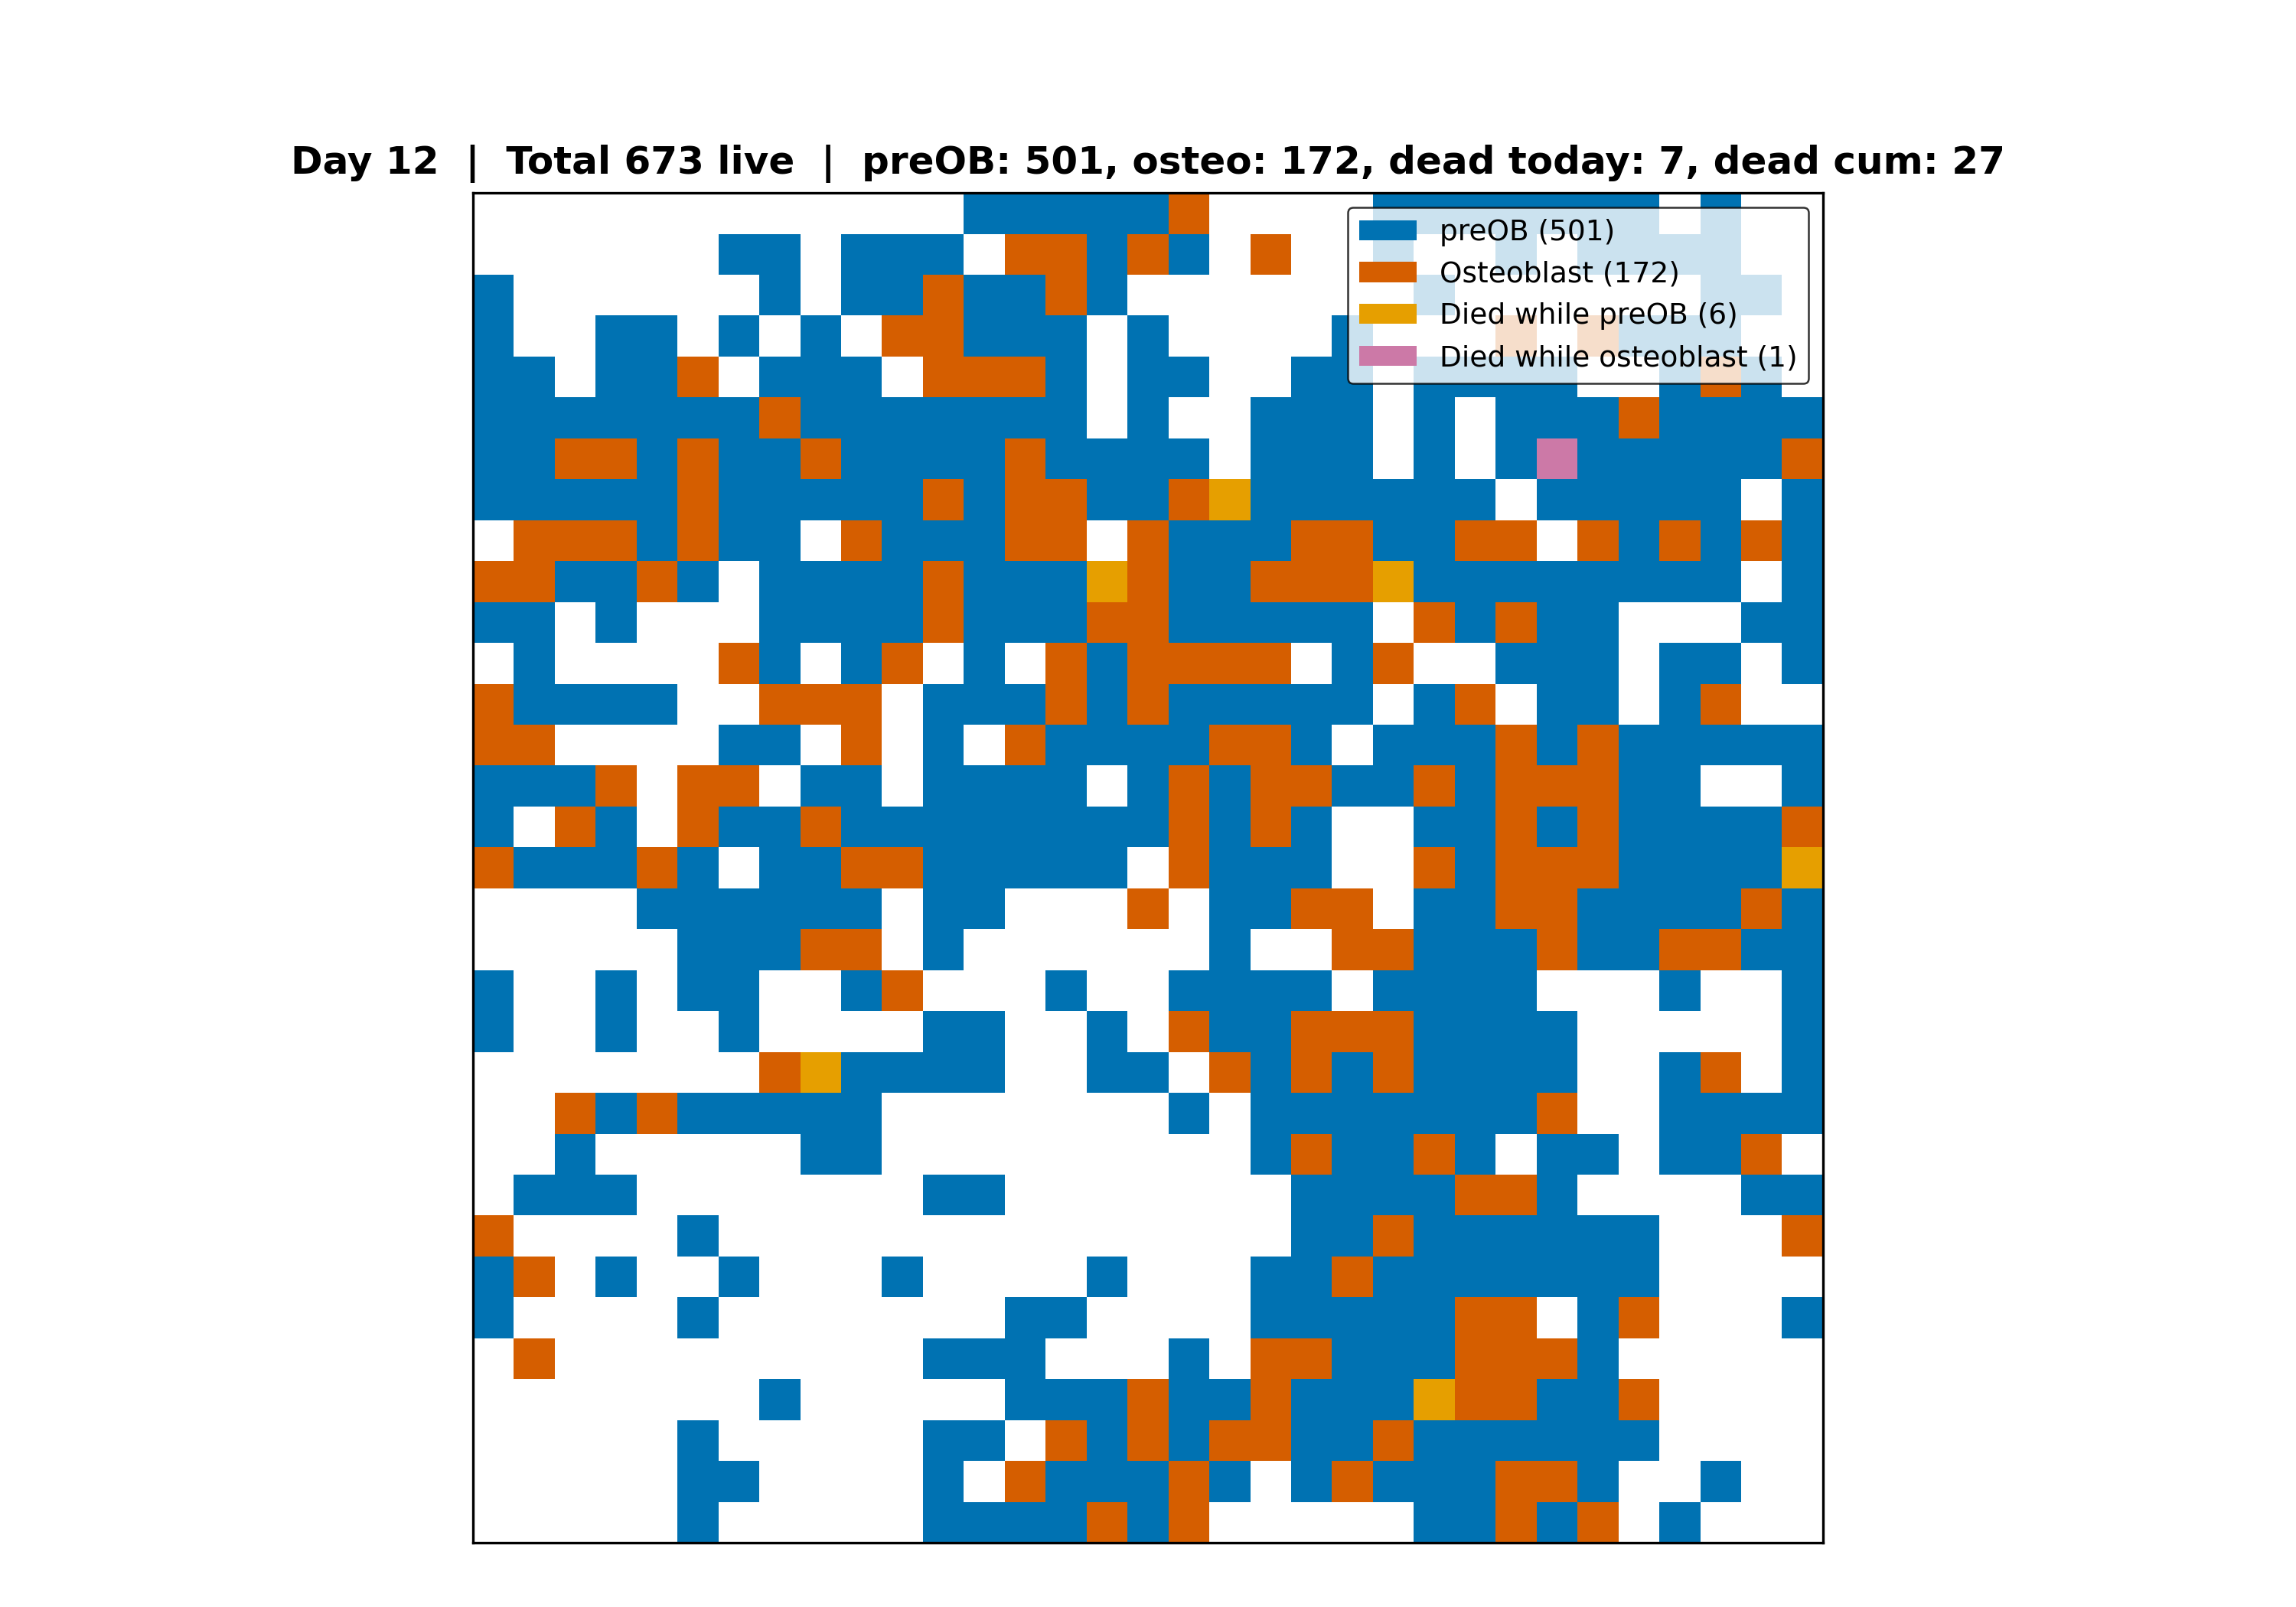 Day 12 | Total 673 live | preOB: 501, osteo: 172, dead today: 7, dead cum: 27
preOB (501)
Osteoblast (172)
Died while preOB (6)
Died while osteoblast (1)